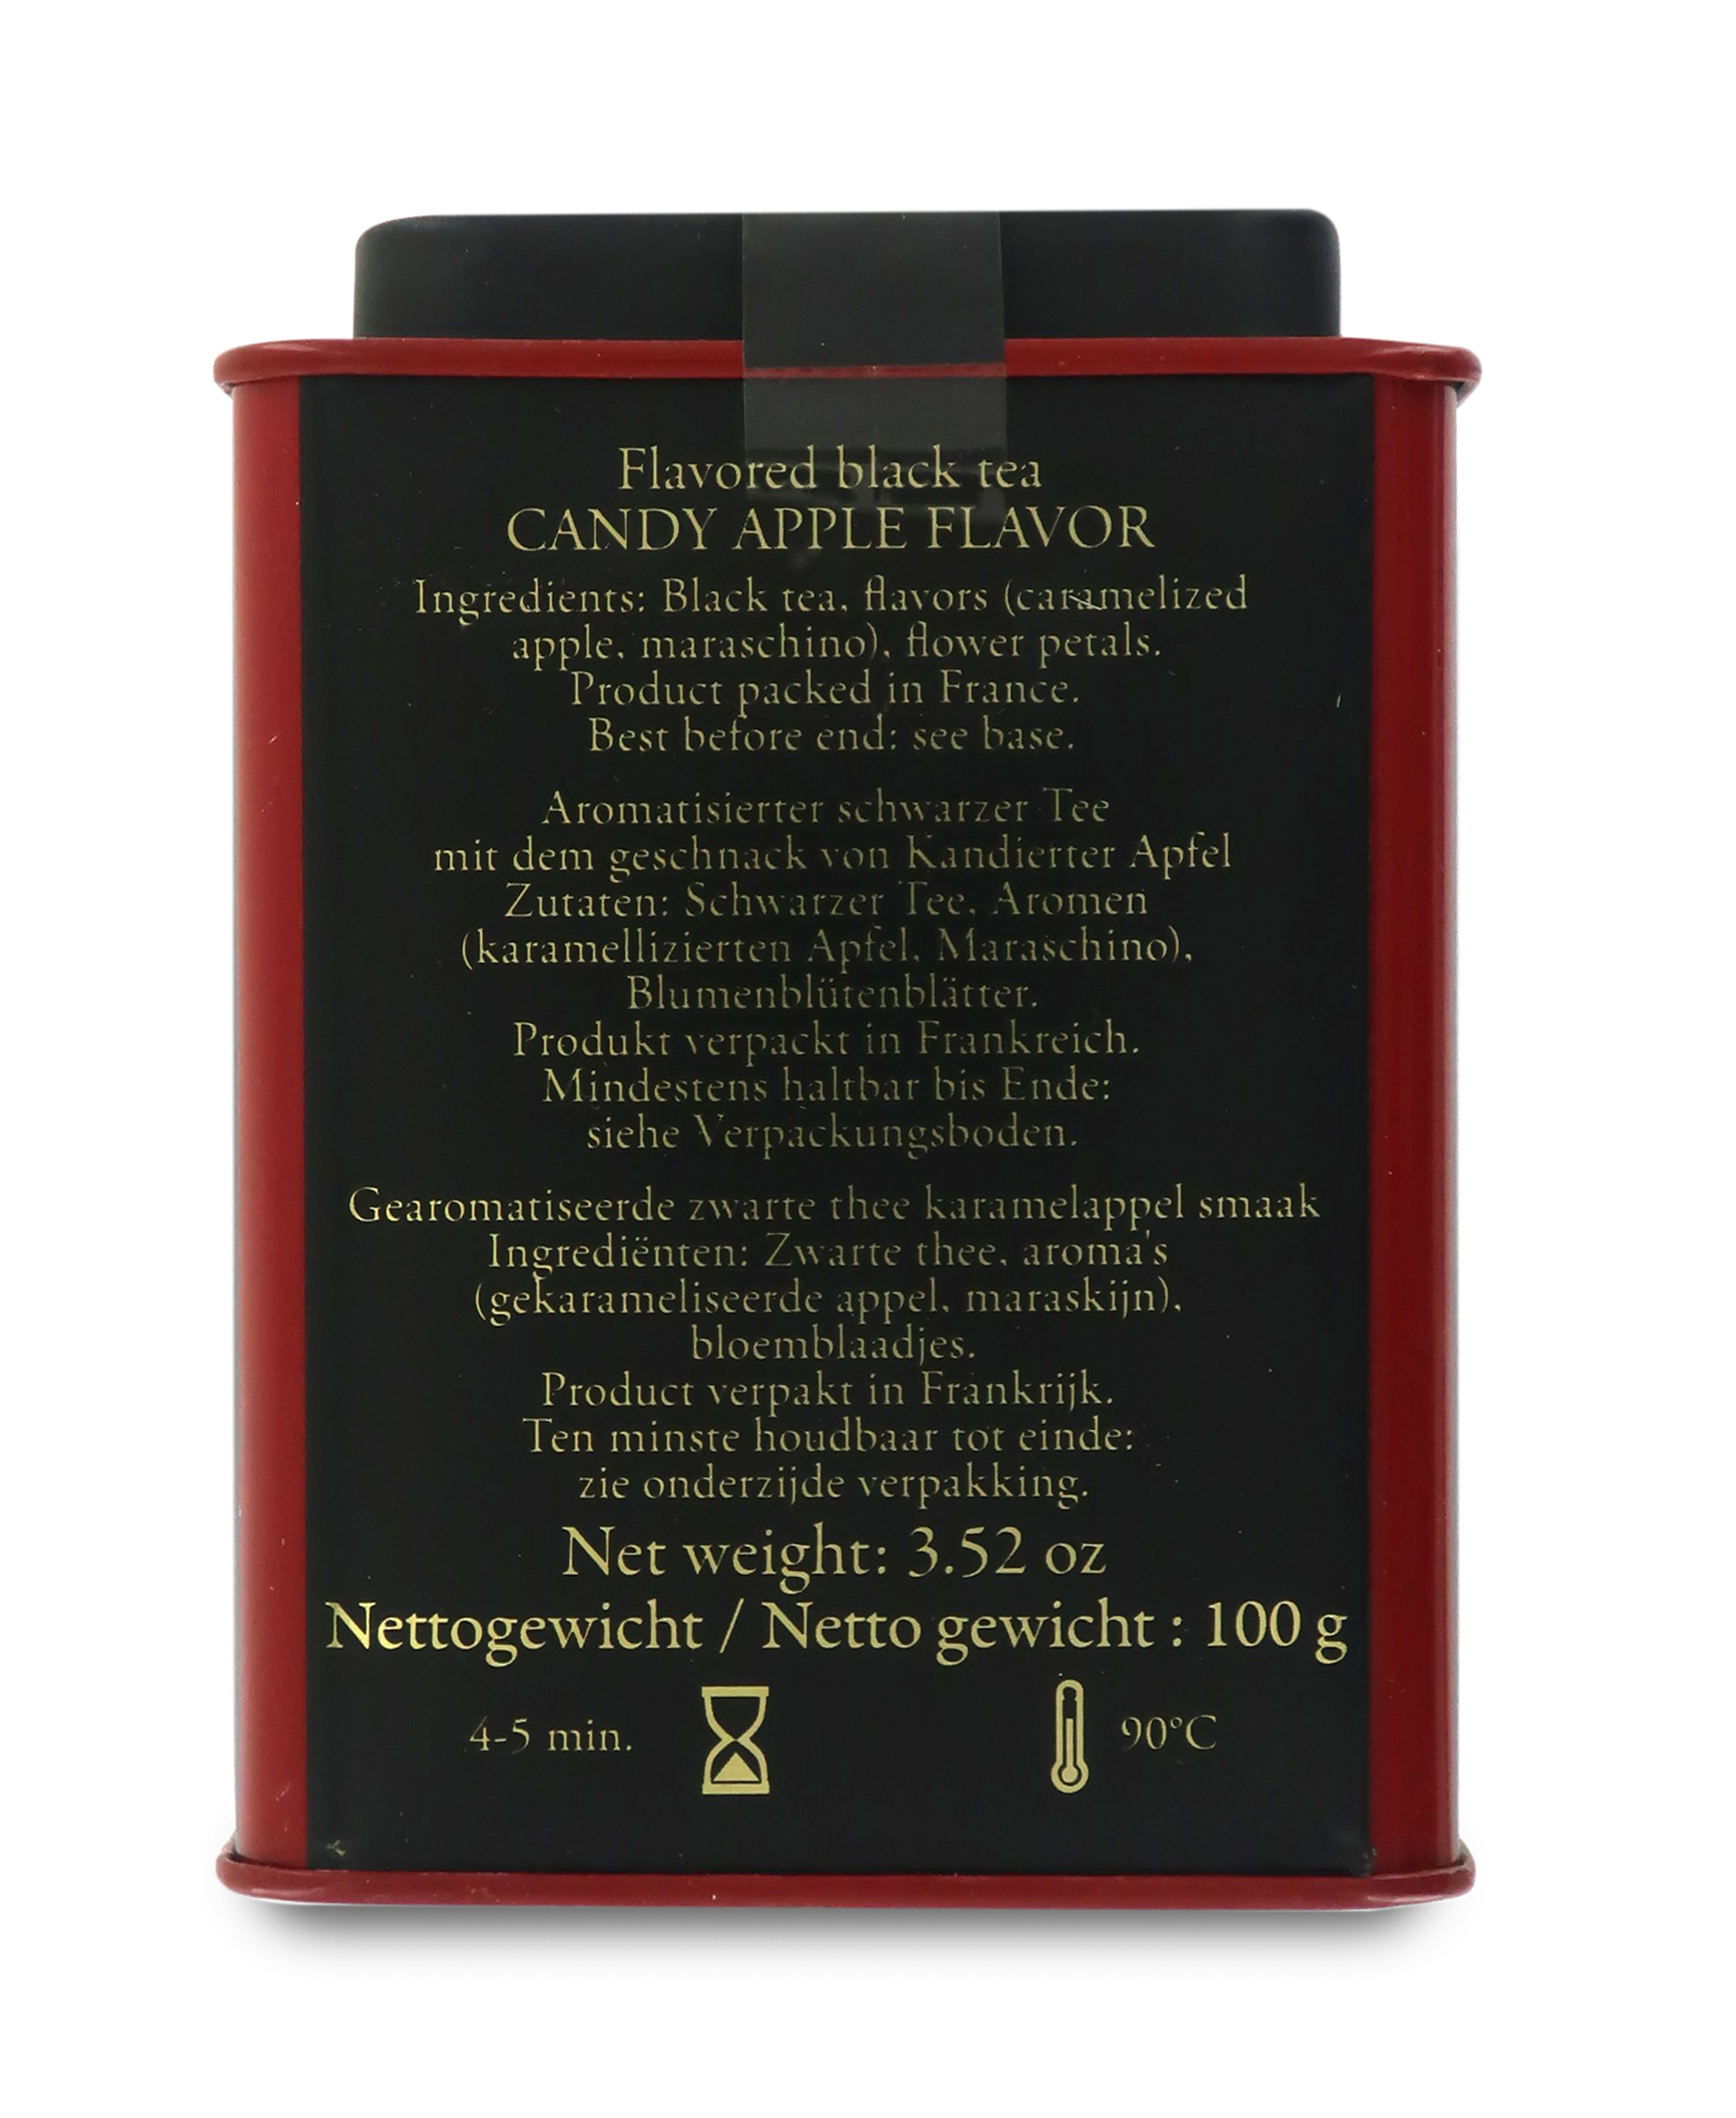 Flavored black tea
CANDY APPLE FLAVOR
Ingredients: Black tea, flavors (caramelized
apple, maraschino), flower petals.
Product packed in France.
Best before end: see base.
Aromatisierter schwarzer Tee
mit dem geschnack von Kandierter Apfel
Zutaten: Schwarzer Tee, Aromen
(karamellizierten Apfel, Maraschino),
Blumenblütenblätter.
Produkt verpackt in Frankreich.
Mindestens haltbar bis Ende:
siehe Verpackungsboden.
Gearomatiseerde zwarte thee karamelappel smaak
Ingrediënten: Zwarte thee, aroma's
(gekarameliseerde appel, maraskijn),
bloemblaadjes.
Product verpakt in Frankrijk.
Ten minste houdbaar tot einde:
zie onderzijde verpakking.
Net weight: 3.52 oz
Nettogewicht / Netto gewicht : 100 g
4-5 min. 90°C